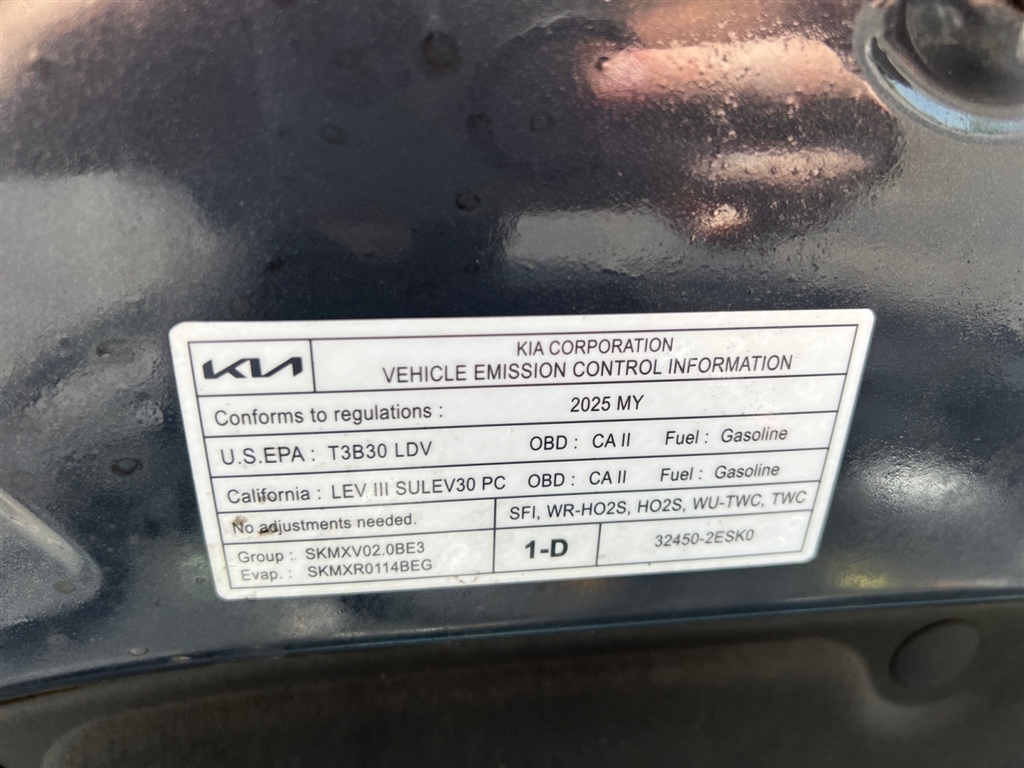 KIA
KIA CORPORATION
VEHICLE EMISSION CONTROL INFORMATION
Conforms to regulations : 2025 MY
U.S.EPA : T3B30 LDV OBD : CA II Fuel : Gasoline
California : LEV III SULEV30 PC OBD : CA II Fuel : Gasoline
No adjustments needed. SFI, WR-HO2S, HO2S, WU-TWC, TWC
Group : SKMXV02.0BE3
Evap. : SKMXR0114BEG
1-D 32450-2ESK0